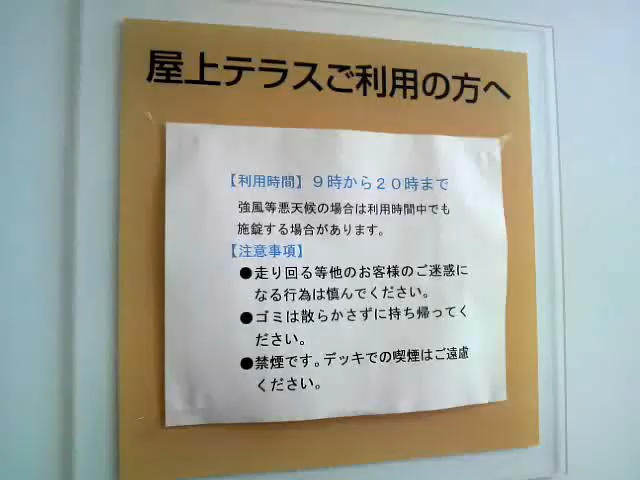 屋上テラスご利用の方へ
【利用時間】9時から20時まで
強風等悪天候の場合は利用時間中でも
施錠する場合があります。
【注意事項】
●走り回る等他のお客様のご迷惑に
なる行為は慎んでください。
●ゴミは散らかさずに持ち帰ってく
ださい。
●禁煙です。デッキでの喫煙はご遠慮
ください。